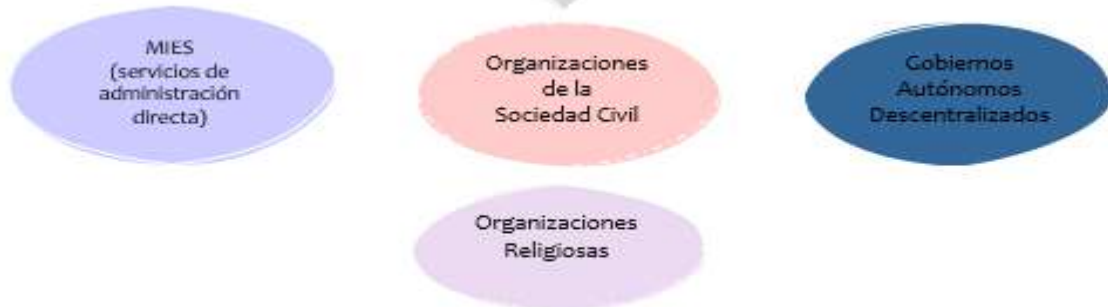 MIES
(servicios de
administración
directa)
Organizaciones
de la
Sociedad Civil
Gobiernos
Autónomos
Descentralizados
Organizaciones
Religiosas